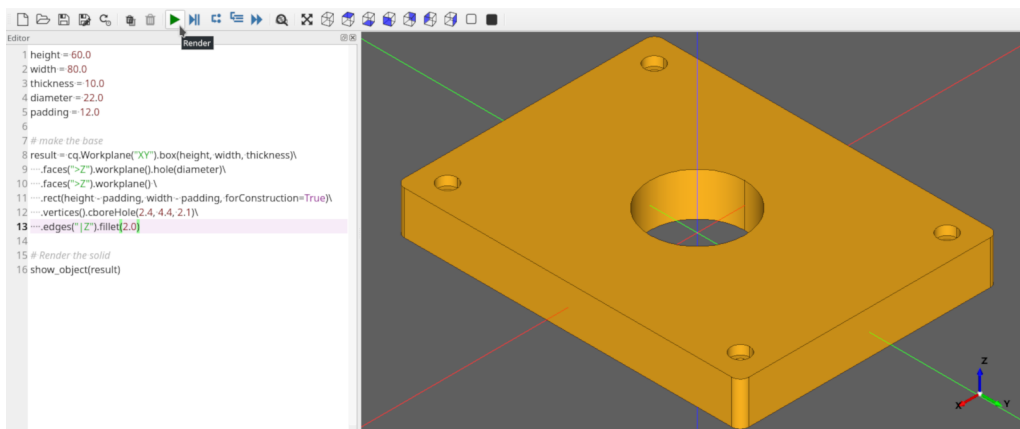 Editor
Render
1 height = 60.0
2 width = 80.0
3 thickness = 10.0
4 diameter = 22.0
5 padding = 12.0
6
7 # make the base
8 result = cq.Workplane("XY").box(height, width, thickness)\
9 .faces(">Z").workplane().hole(diameter)\
10 .faces(">Z").workplane() \
11 .rect(height - padding, width - padding, forConstruction=True)\
12 .vertices().cboreHole(2.4, 4.4, 2.1)\
13 .edges("|Z").fillet(2.0)
14
15 # Render the solid
16 show_object(result)
Z
X
Y